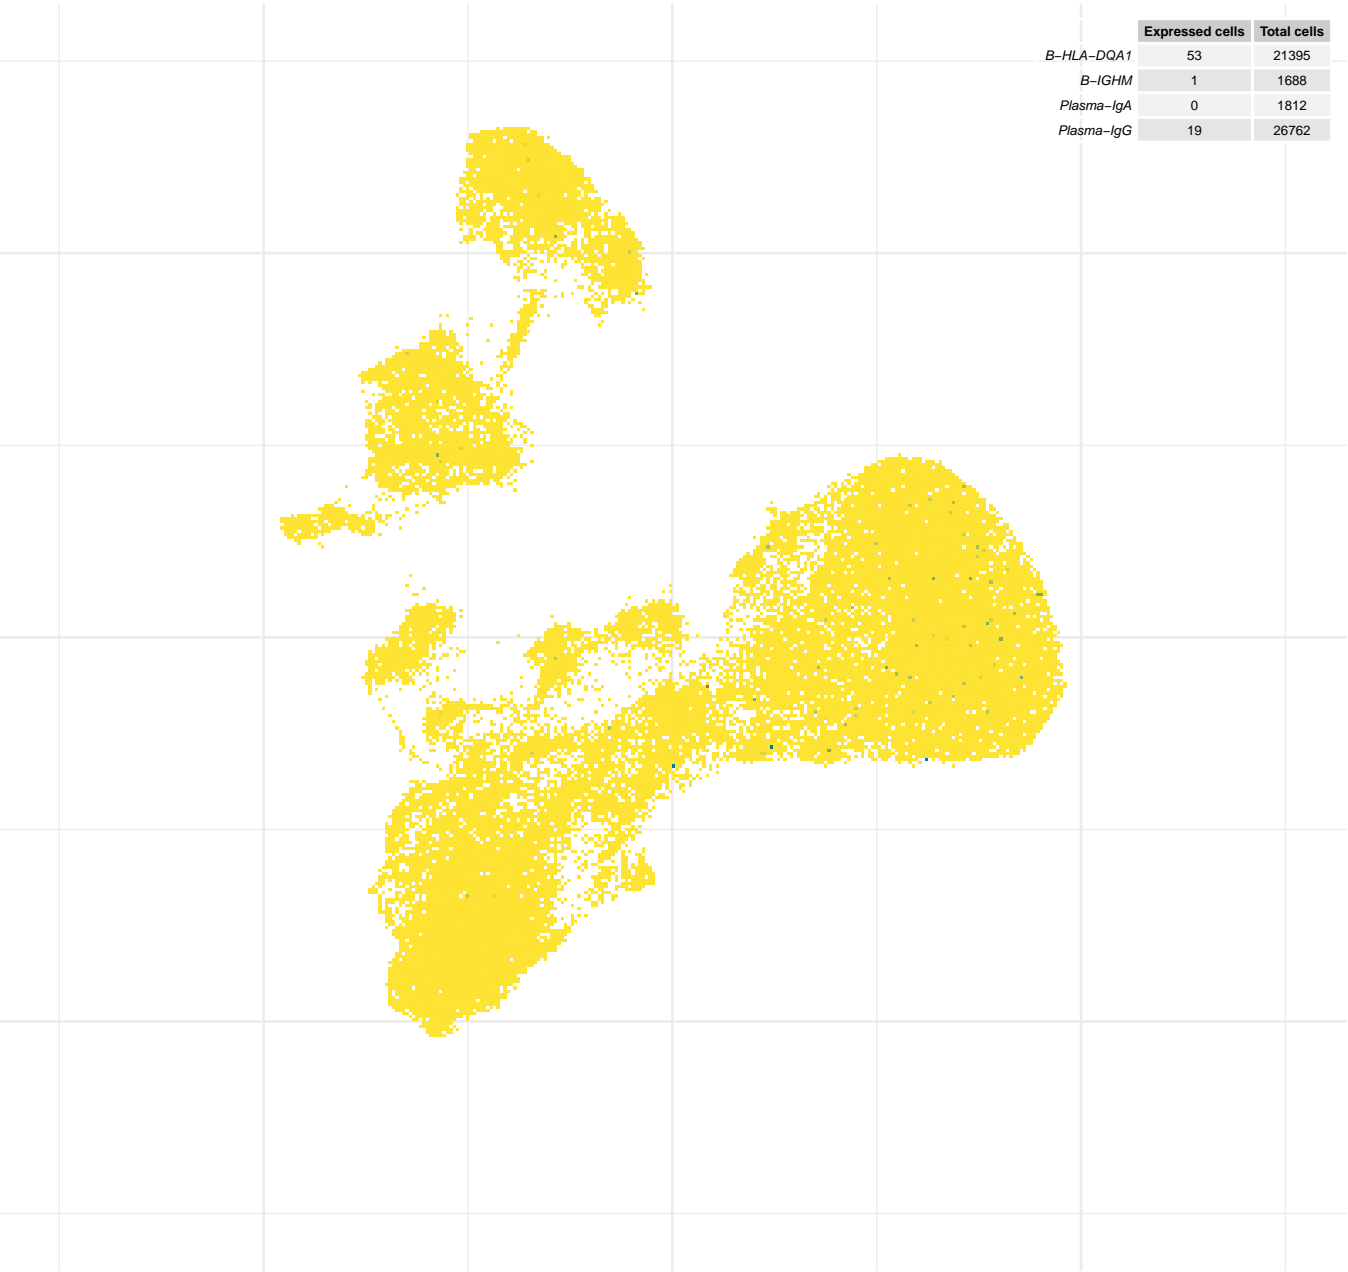 Expressed cells Total cells
B−HLA−DQA1 53 21395
B−IGHM 1 1688
Plasma−IgA 0 1812
Plasma−IgG 19 26762